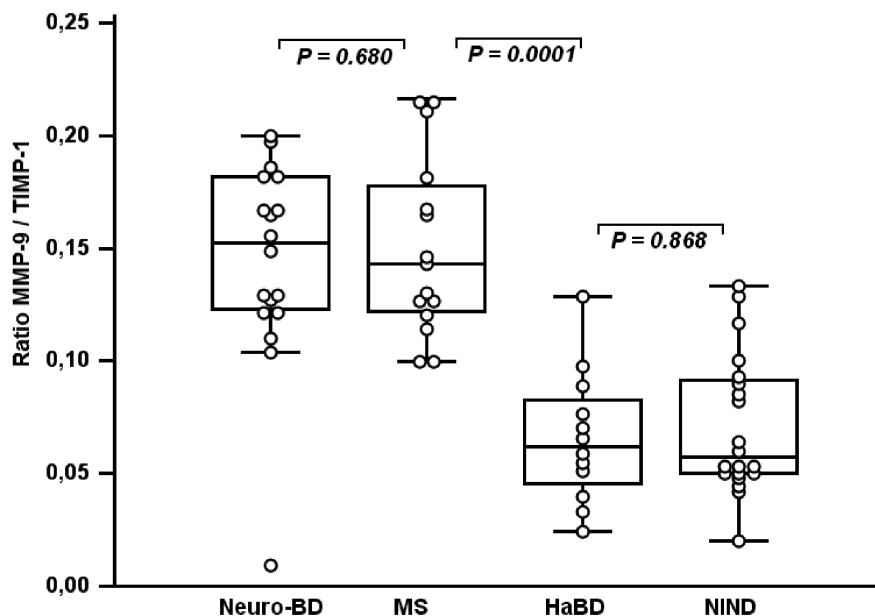 0,25
P = 0.680
P = 0.0001
0,20
0,15
P = 0.868
0,10
0,05
0,00
Ratio MMP-9 / TIMP-1
Neuro-BD MS HaBD NIND